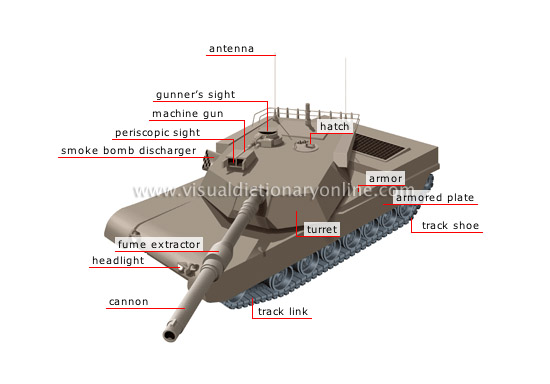 antenna
gunner's sight
machine gun
hatch
periscopic sight
smoke bomb discharger
armor
www.visualdictionaryonline.com
armored plate
track shoe
turret
fume extractor
headlight
cannon
track link